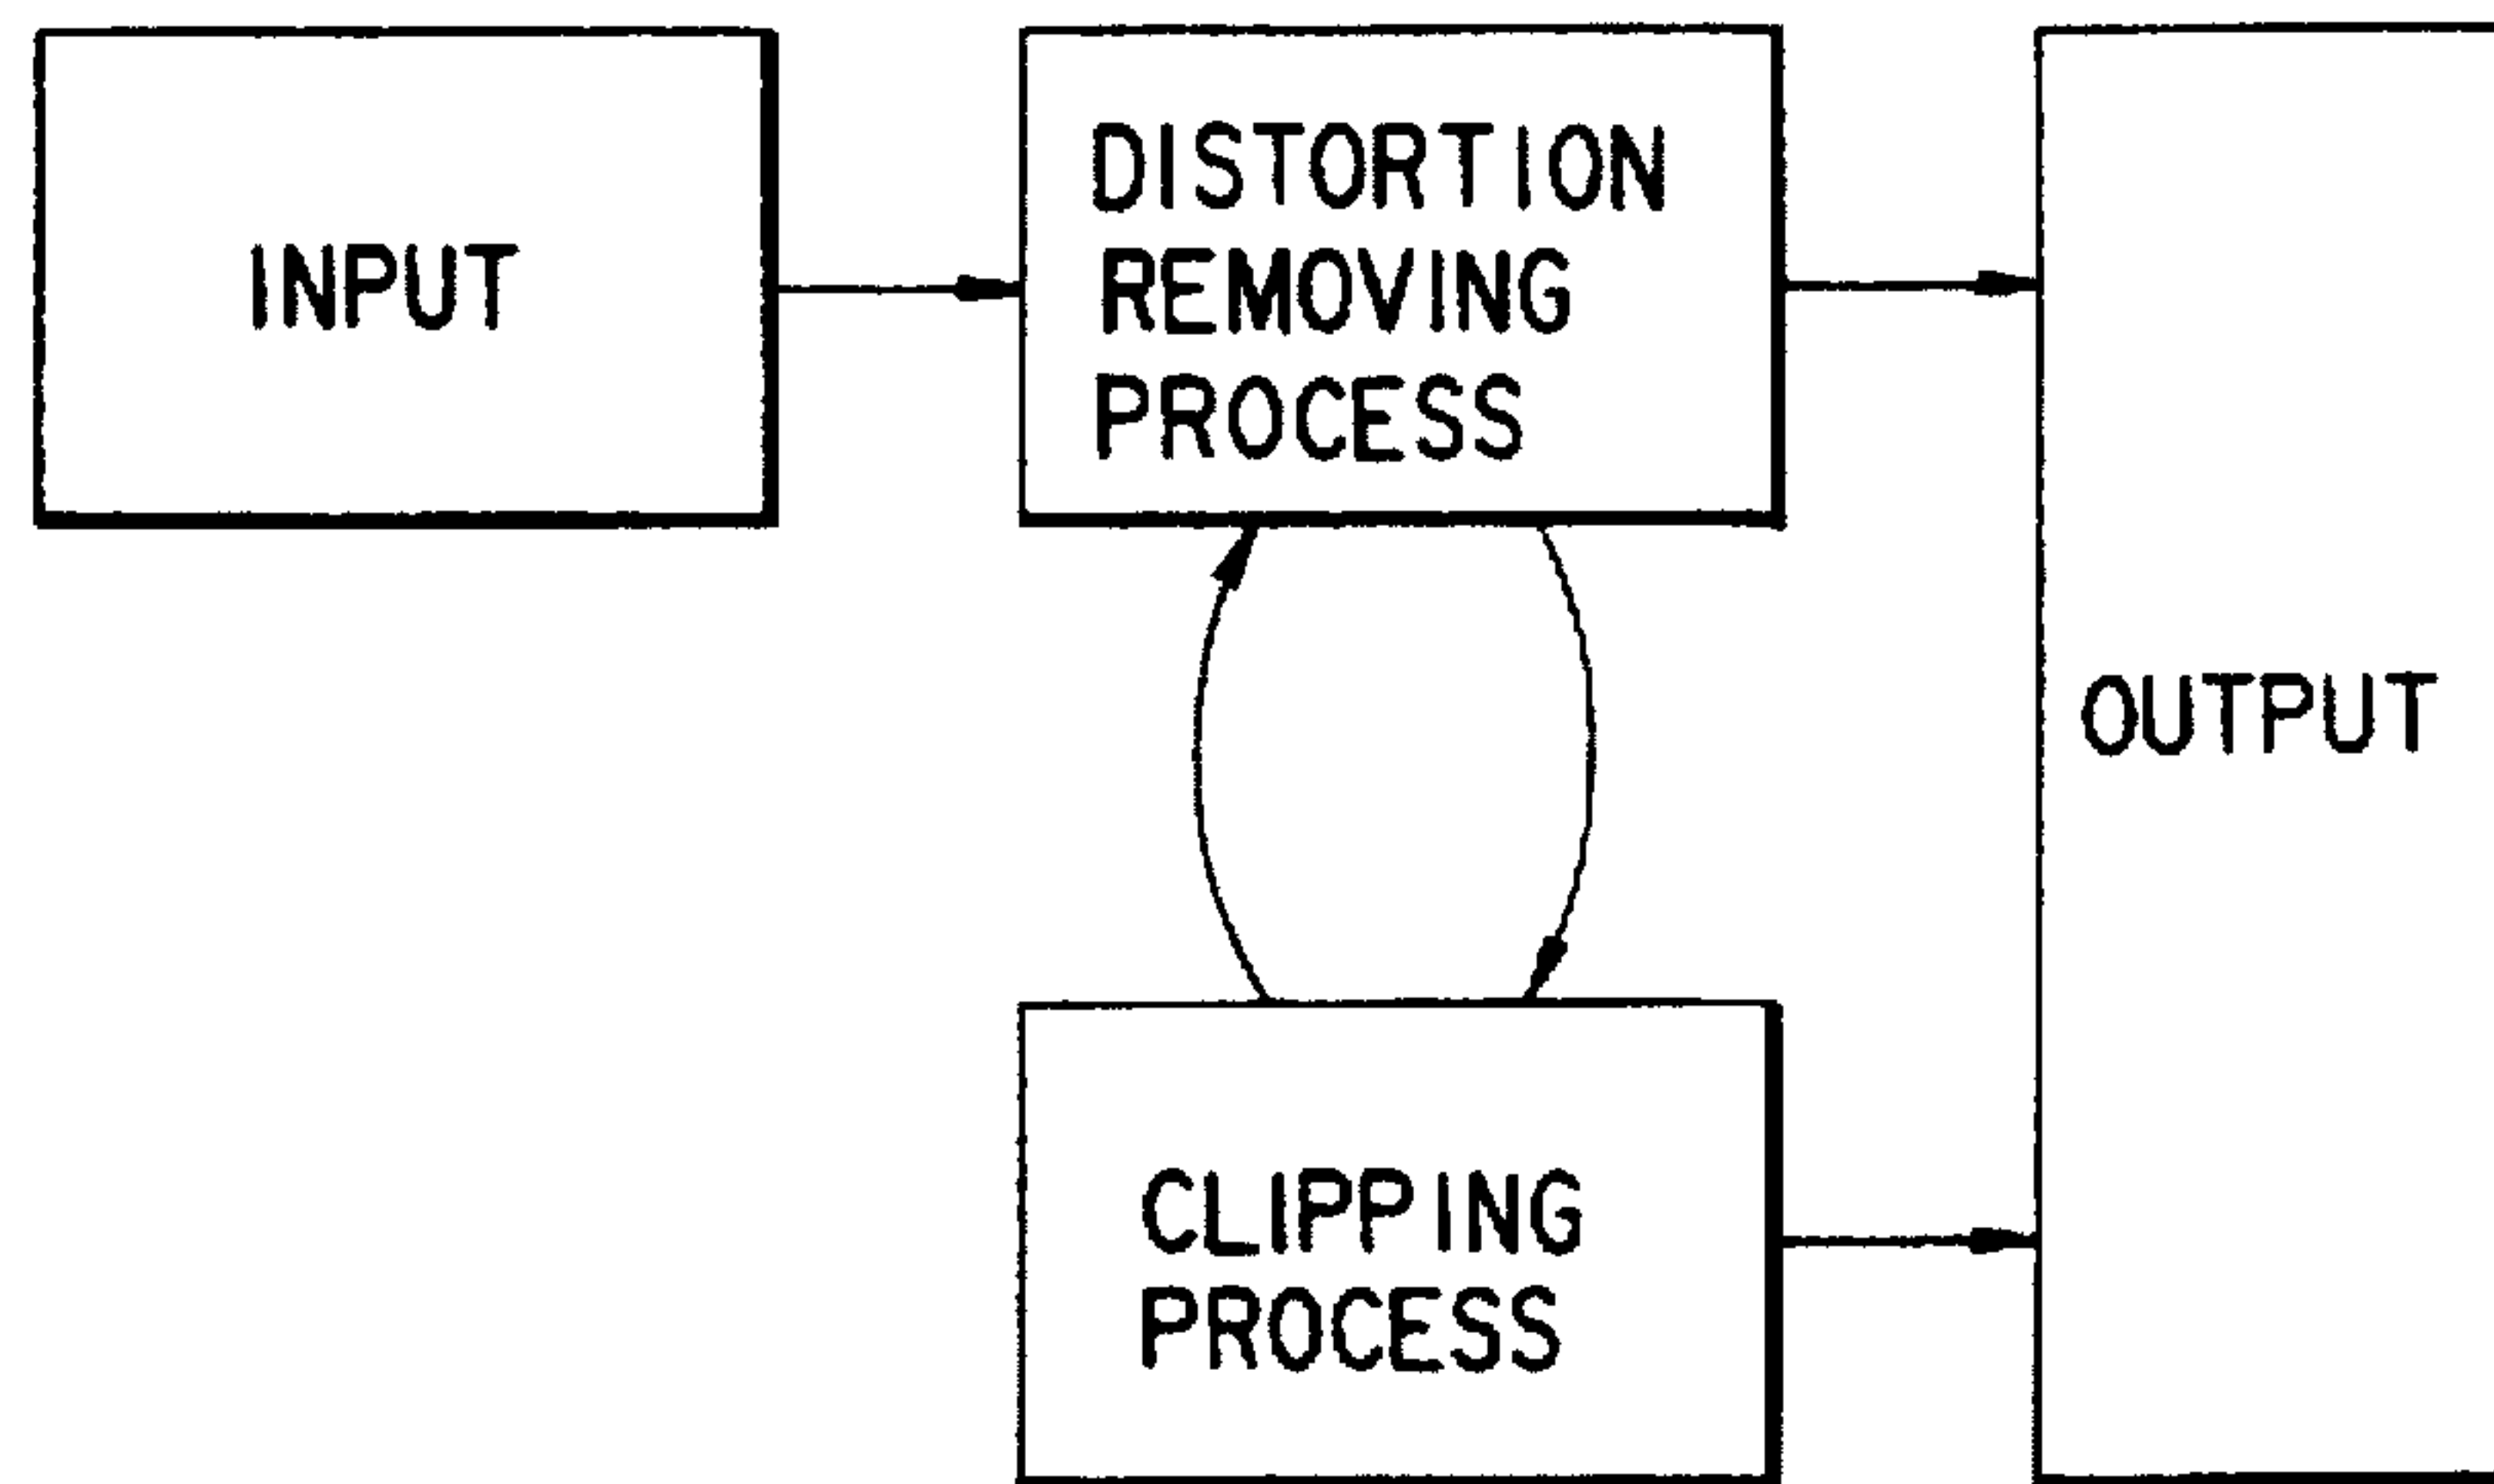 INPUT
DISTORTION
REMOVING
PROCESS
OUTPUT
CLIPPING
PROCESS